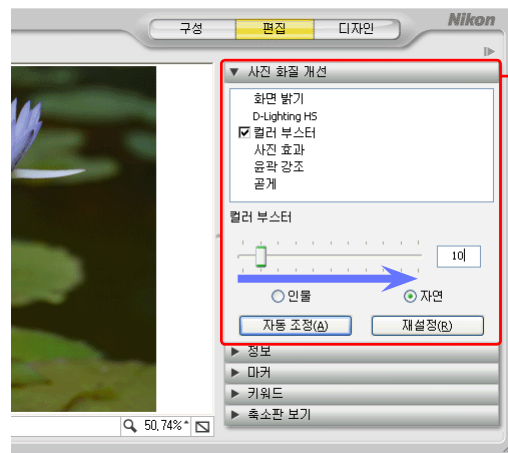 Nikon
구성 편집 디자인
사진 화질 개선
화면 밝기
D-Lighting HS
컬러 부스터
사진 효과
윤곽 강조
곧게
컬러 부스터
10
인물 자연
자동 조정(A) 재설정(R)
정보
마커
키워드
축소판 보기
50,74%